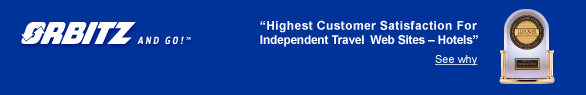 ORBITZ AND GO!™
“Highest Customer Satisfaction For
Independent Travel Web Sites – Hotels”
See why